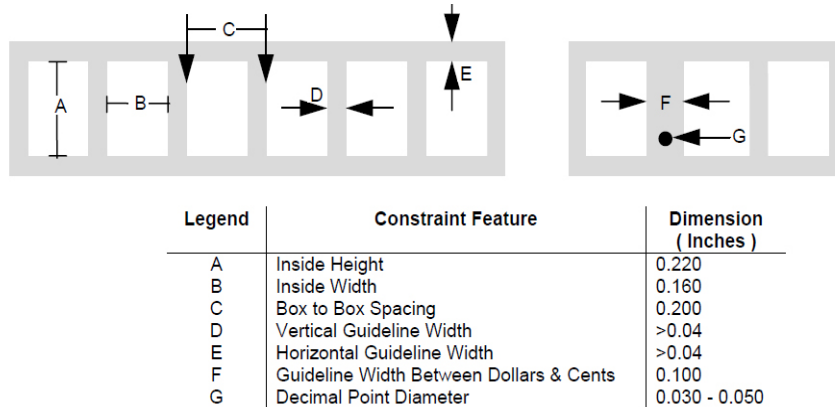 C
A
B
D
E
F
G
Legend Constraint Feature Dimension
( Inches )
A Inside Height 0.220
B Inside Width 0.160
C Box to Box Spacing 0.200
D Vertical Guideline Width >0.04
E Horizontal Guideline Width >0.04
F Guideline Width Between Dollars & Cents 0.100
G Decimal Point Diameter 0.030 - 0.050